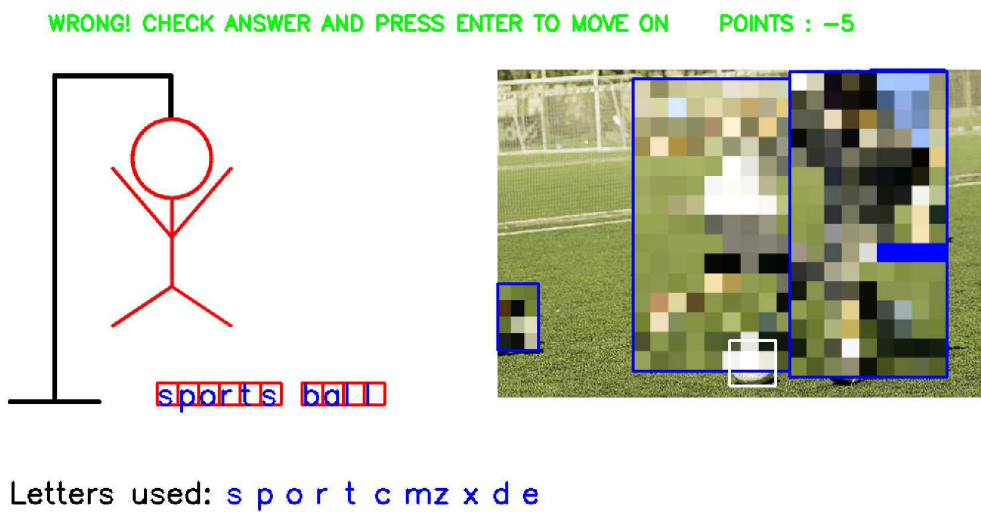 WRONG! CHECK ANSWER AND PRESS ENTER TO MOVE ON POINTS : -5
sports ball
Letters used: s p o r t c m z x d e